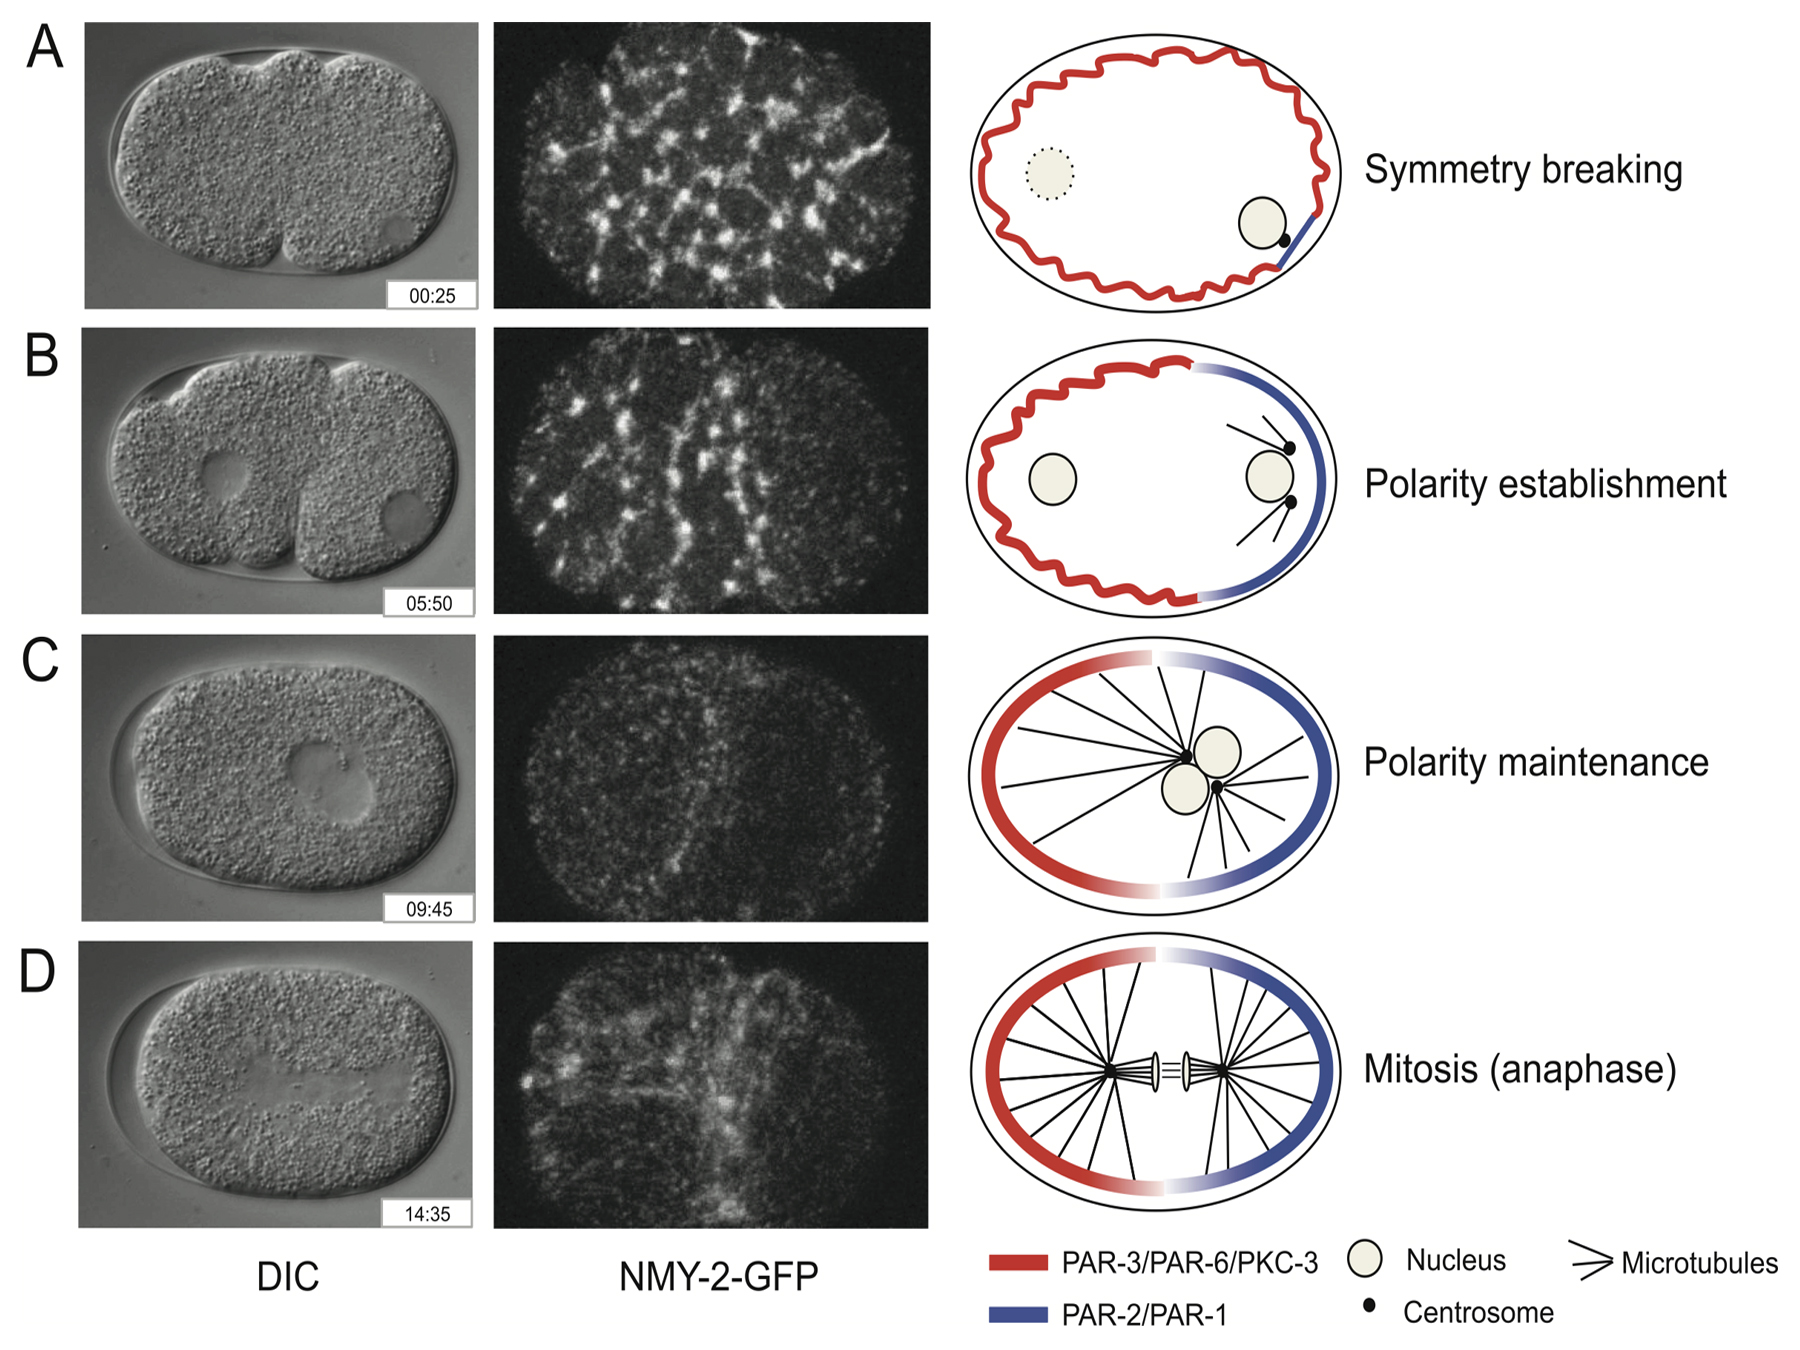 A
00:25
Symmetry breaking
B
05:50
Polarity establishment
C
09:45
Polarity maintenance
D
14:35
Mitosis (anaphase)
DIC
NMY-2-GFP
PAR-3/PAR-6/PKC-3
Nucleus
Microtubules
PAR-2/PAR-1
Centrosome